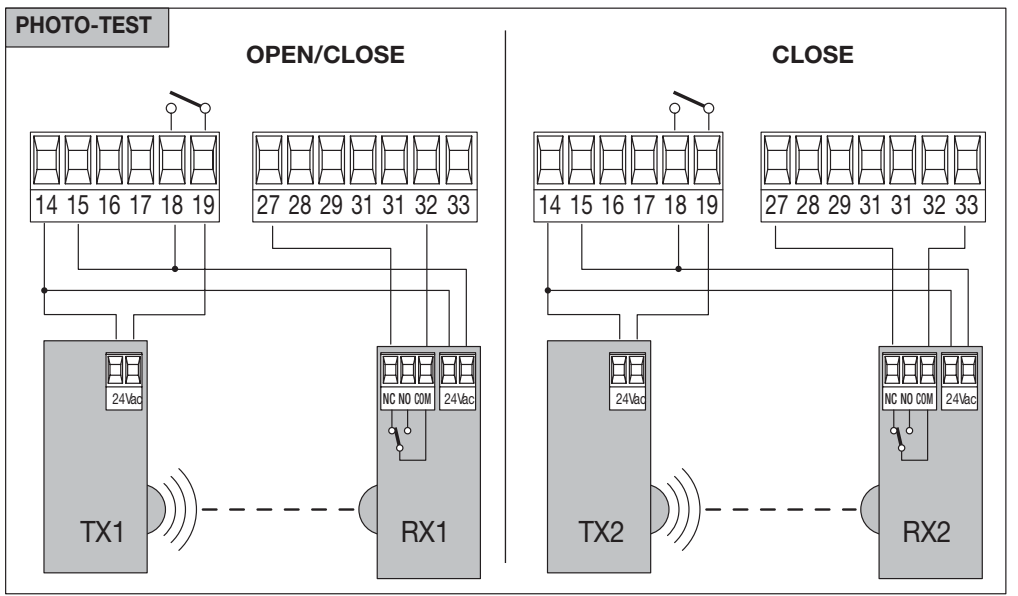 PHOTO-TEST
OPEN/CLOSE
14 15 16 17 18 19
27 28 29 31 31 32 33
24Vac
NC NO COM
24Vac
TX1
RX1
CLOSE
14 15 16 17 18 19
27 28 29 31 31 32 33
24Vac
NC NO COM
24Vac
TX2
RX2